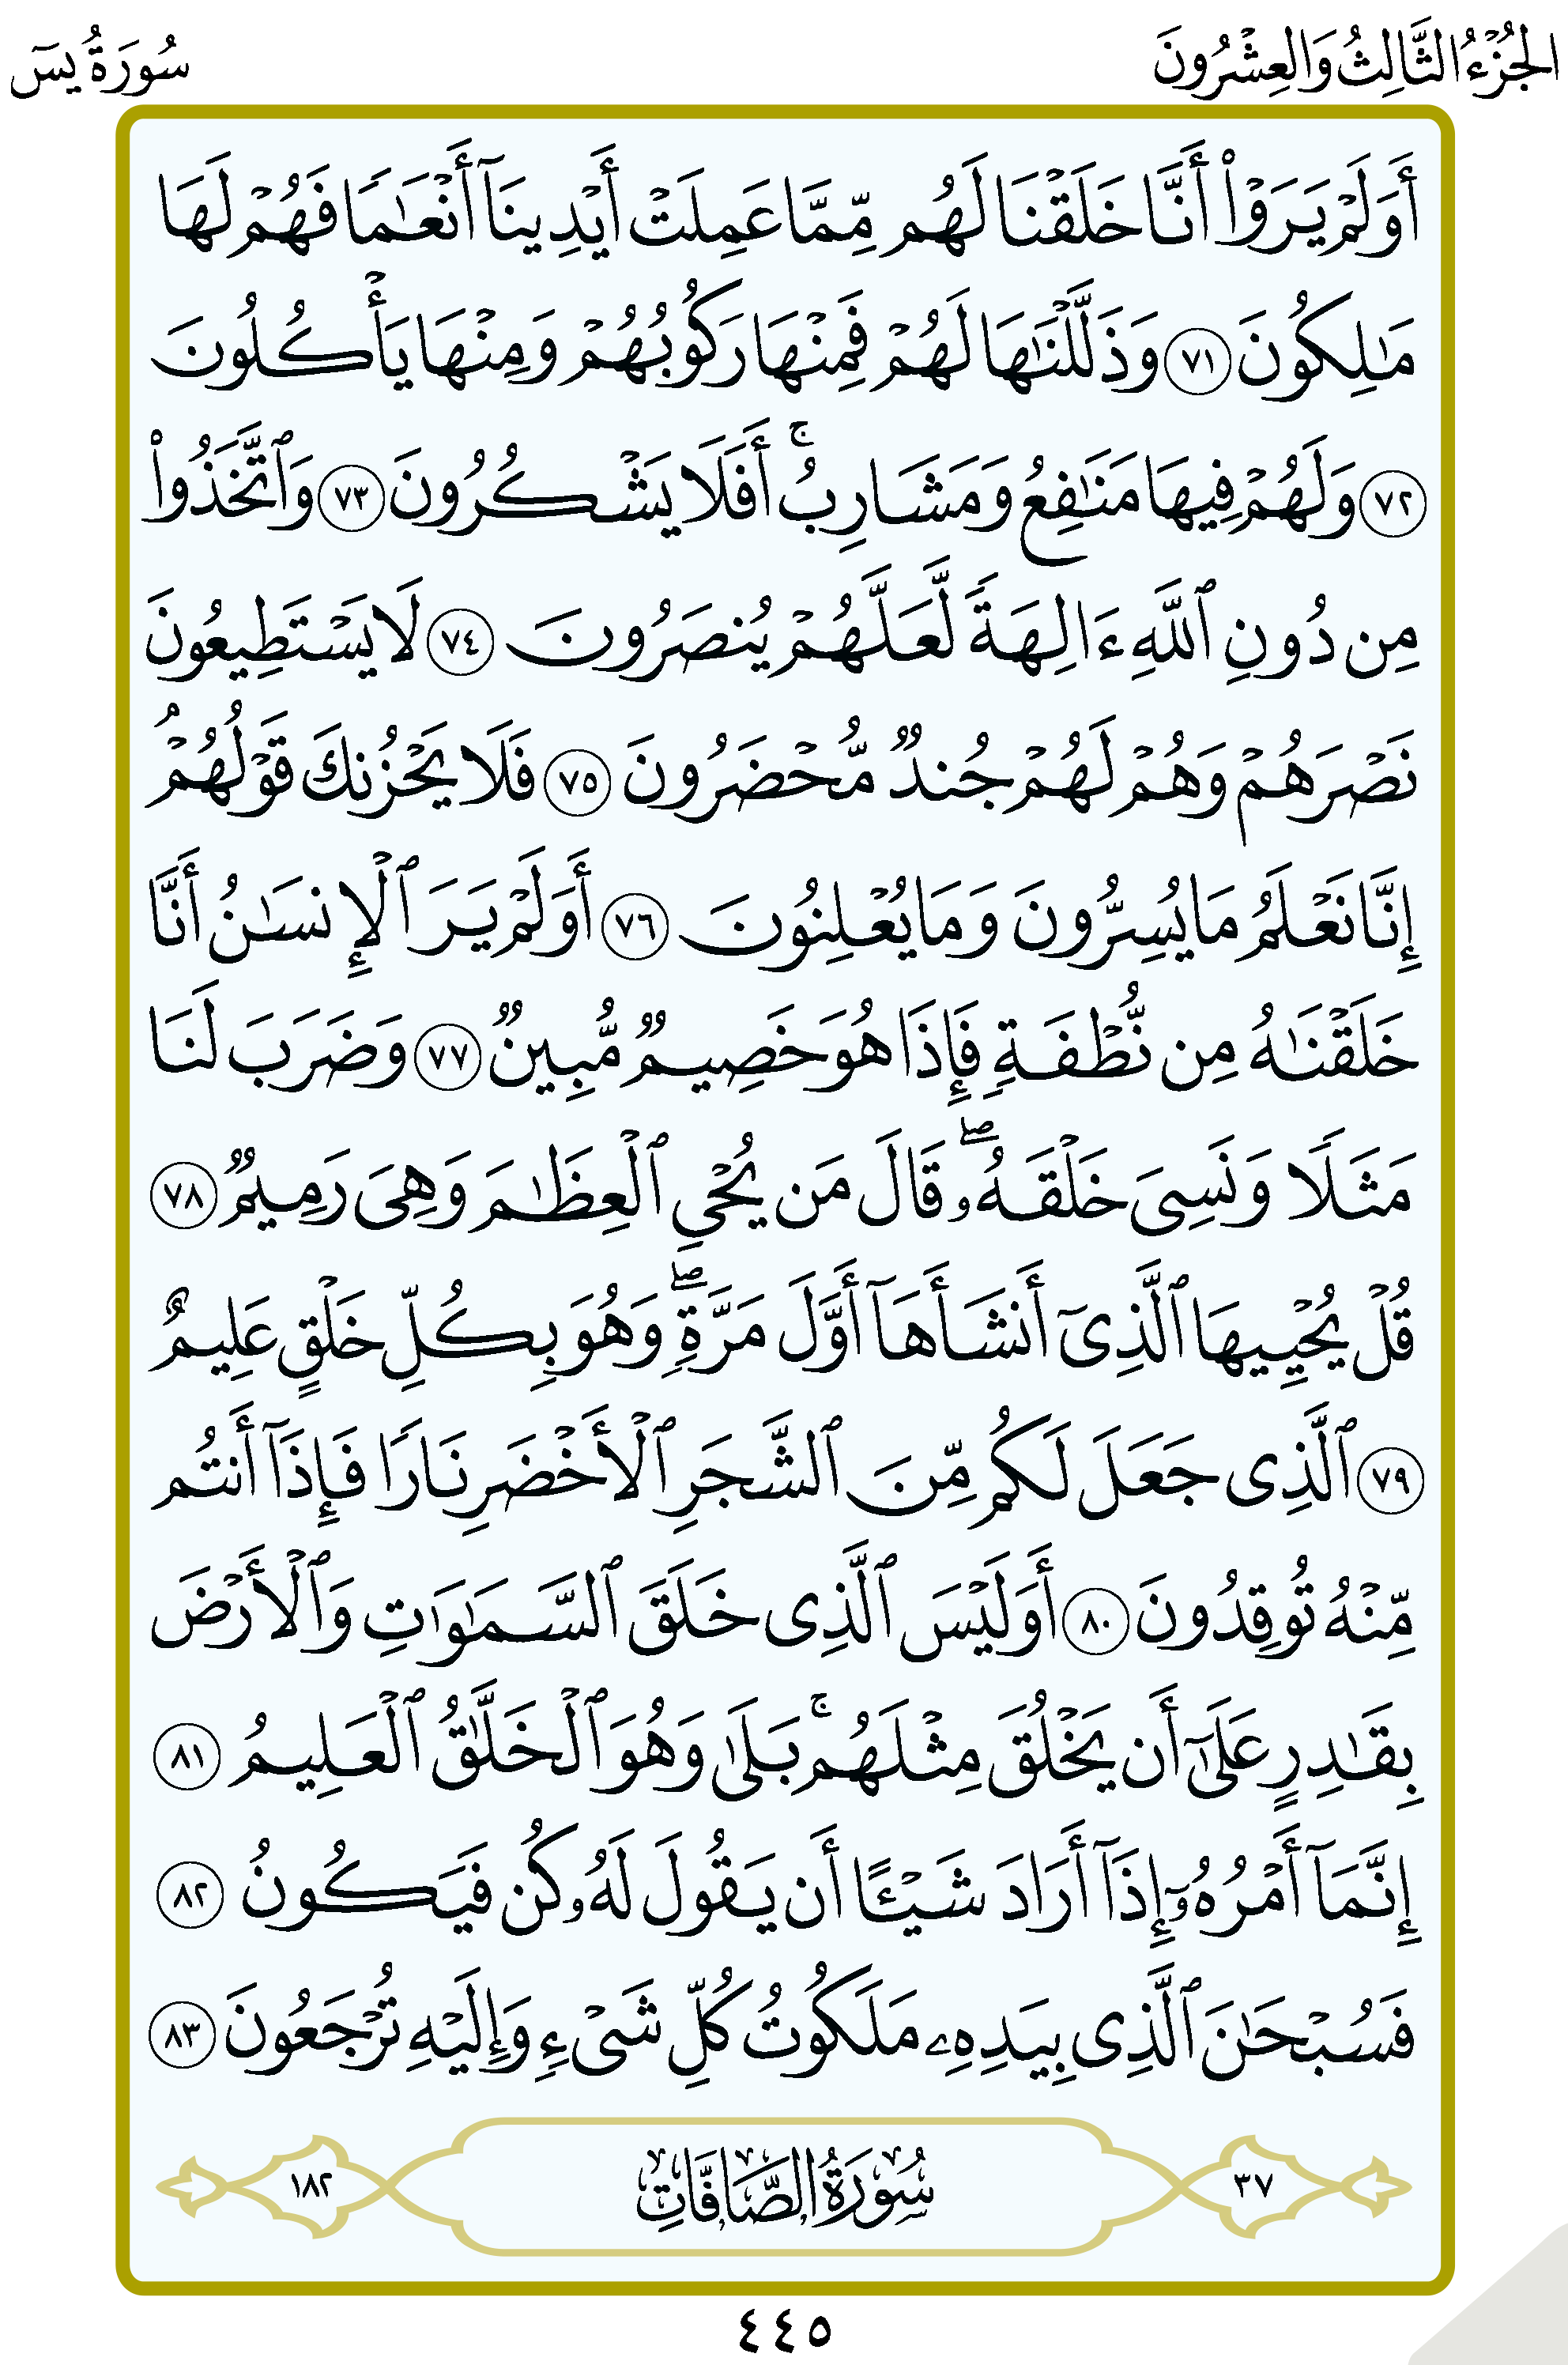 الجُزْءُ الثَّالِثُ وَالعِشْرُونَ
سُورَةُ يسٓ
أَوَلَمْ يَرَوْا۟ أَنَّا خَلَقْنَا لَهُم مِّمَّا عَمِلَتْ أَيْدِينَآ أَنْعَـٰمًا فَهُمْ لَهَا
مَـٰلِكُونَ ٧١ وَذَلَّلْنَـٰهَا لَهُمْ فَمِنْهَا رَكُوبُهُمْ وَمِنْهَا يَأْكُلُونَ
٧٢ وَلَهُمْ فِيهَا مَنَـٰفِعُ وَمَشَارِبُ ۚ أَفَلَا يَشْكُرُونَ ٧٣ وَٱتَّخَذُوا۟
مِن دُونِ ٱللَّهِ ءَالِهَةً لَّعَلَّهُمْ يُنصَرُونَ ٧٤ لَا يَسْتَطِيعُونَ
نَصْرَهُمْ وَهُمْ لَهُمْ جُندٌ مُّحْضَرُونَ ٧٥ فَلَا يَحْزُنكَ قَوْلُهُمْ ۘ
إِنَّا نَعْلَمُ مَا يُسِرُّونَ وَمَا يُعْلِنُونَ ٧٦ أَوَلَمْ يَرَ ٱلْإِنسَـٰنُ أَنَّا
خَلَقْنَـٰهُ مِن نُّطْفَةٍ فَإِذَا هُوَ خَصِيمٌ مُّبِينٌ ٧٧ وَضَرَبَ لَنَا
مَثَلًا وَنَسِىَ خَلْقَهُۥ ۖ قَالَ مَن يُحْىِ ٱلْعِظَـٰمَ وَهِىَ رَمِيمٌ ٧٨
قُلْ يُحْيِيهَا ٱلَّذِىٓ أَنشَأَهَآ أَوَّلَ مَرَّةٍ ۖ وَهُوَ بِكُلِّ خَلْقٍ عَلِيمٌ
٧٩ ٱلَّذِى جَعَلَ لَكُم مِّنَ ٱلشَّجَرِ ٱلْأَخْضَرِ نَارًا فَإِذَآ أَنتُم
مِّنْهُ تُوقِدُونَ ٨٠ أَوَلَيْسَ ٱلَّذِى خَلَقَ ٱلسَّمَـٰوَٰتِ وَٱلْأَرْضَ
بِقَـٰدِرٍ عَلَىٰٓ أَن يَخْلُقَ مِثْلَهُم ۚ بَلَىٰ وَهُوَ ٱلْخَلَّـٰقُ ٱلْعَلِيمُ ٨١
إِنَّمَآ أَمْرُهُۥٓ إِذَآ أَرَادَ شَيْـًٔا أَن يَقُولَ لَهُۥ كُن فَيَكُونُ ٨٢
فَسُبْحَـٰنَ ٱلَّذِى بِيَدِهِۦ مَلَكُوتُ كُلِّ شَىْءٍ وَإِلَيْهِ تُرْجَعُونَ ٨٣
٣٧ سُورَةُ الصَّافَّاتِ ١٨٢
٤٤٥